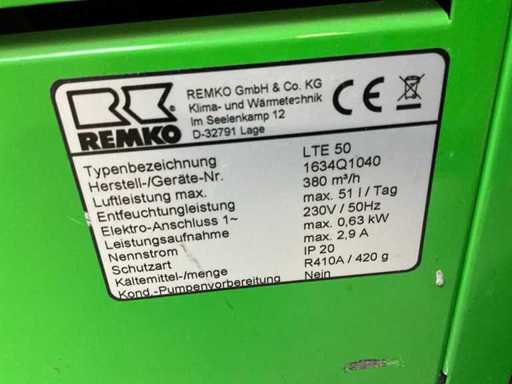 REMKO
REMKO GmbH & Co. KG
Klima- und Wärmetechnik
Im Seelenkamp 12
D-32791 Lage
CE
Typenbezeichnung LTE 50
Herstell-/Geräte-Nr. 1634Q1040
Luftleistung max. 380 m³/h
Entfeuchtungleistung max. 51 l / Tag
Elektro-Anschluss 1~ 230V / 50Hz
Leistungsaufnahme max. 0,63 kW
Nennstrom max. 2,9 A
Schutzart IP 20
Kältemittel-/menge R410A / 420 g
Kond.-Pumpenvorbereitung Nein